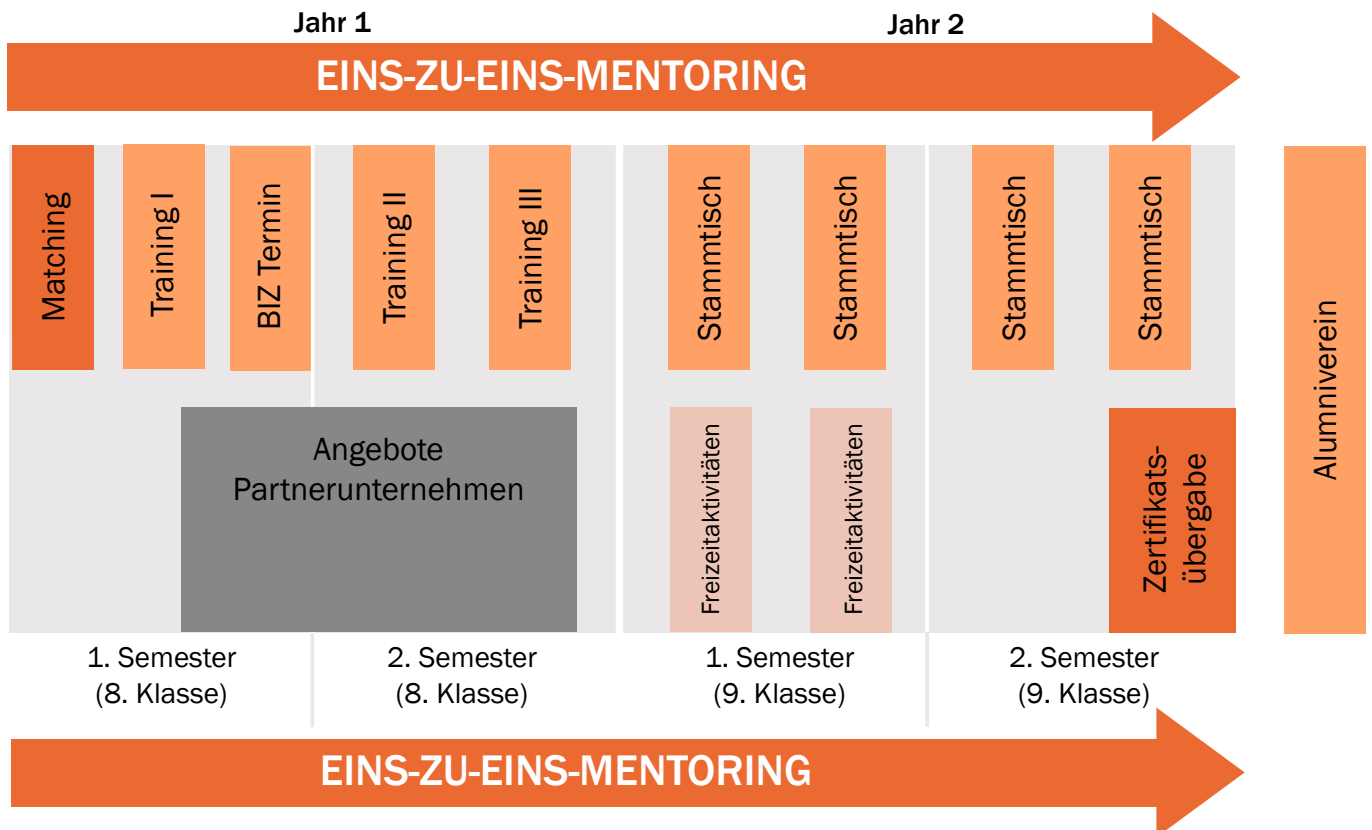 Jahr 1
Jahr 2
EINS-ZU-EINS-MENTORING
Matching
Training I
BIZ Termin
Training II
Training III
Stammtisch
Stammtisch
Stammtisch
Stammtisch
Alumniverein
Angebote
Partnerunternehmen
Freizeitaktivitäten
Freizeitaktivitäten
Zertifikats-
übergabe
1. Semester
(8. Klasse)
2. Semester
(8. Klasse)
1. Semester
(9. Klasse)
2. Semester
(9. Klasse)
EINS-ZU-EINS-MENTORING